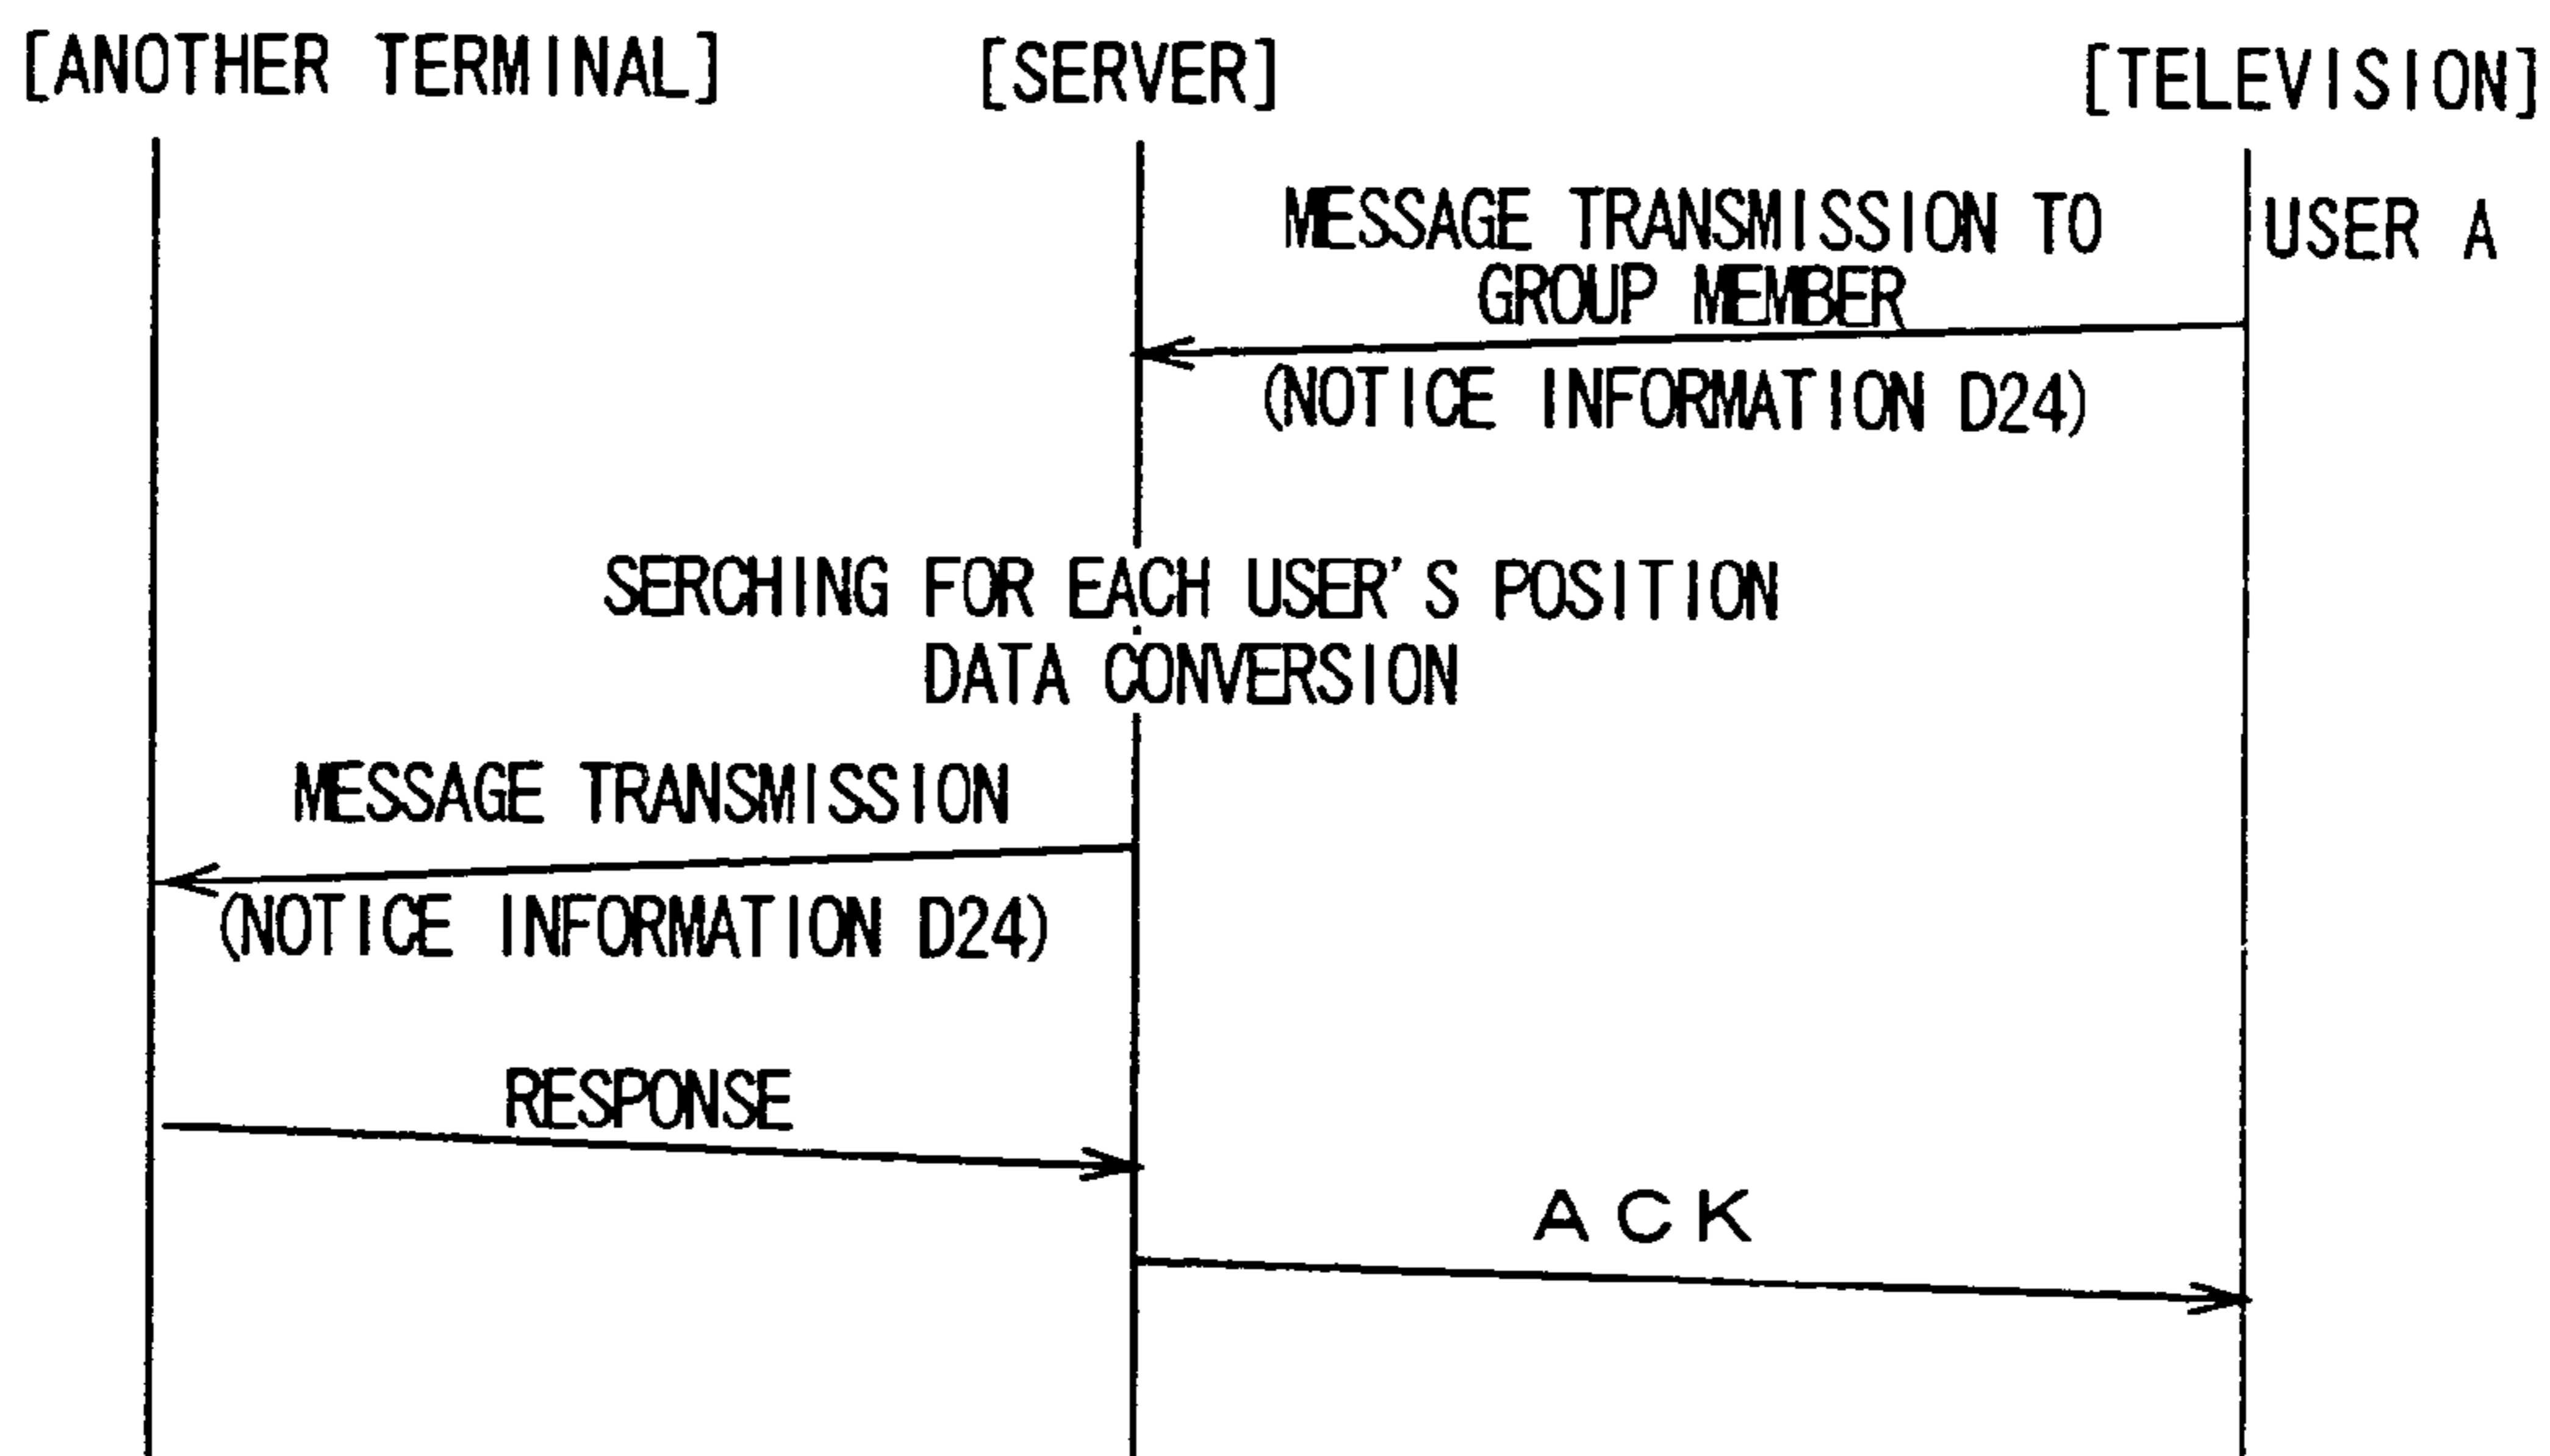 [ANOTHER TERMINAL]
[SERVER]
[TELEVISION]
MESSAGE TRANSMISSION TO
GROUP MEMBER
USER A
(NOTICE INFORMATION D24)
SERCHING FOR EACH USER'S POSITION
DATA CONVERSION
MESSAGE TRANSMISSION
(NOTICE INFORMATION D24)
RESPONSE
ACK